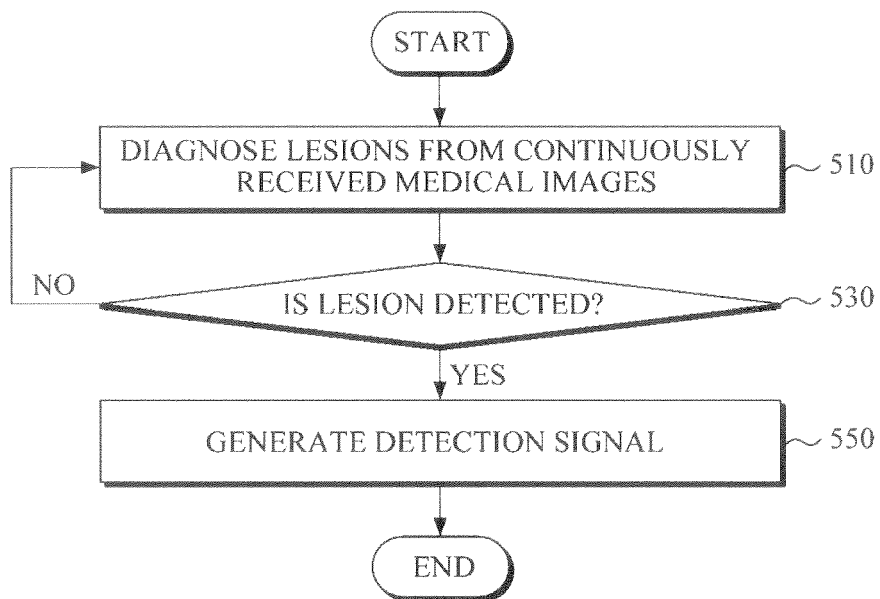 START
DIAGNOSE LESIONS FROM CONTINUOUSLY
RECEIVED MEDICAL IMAGES
510
NO
IS LESION DETECTED?
530
YES
GENERATE DETECTION SIGNAL
550
END